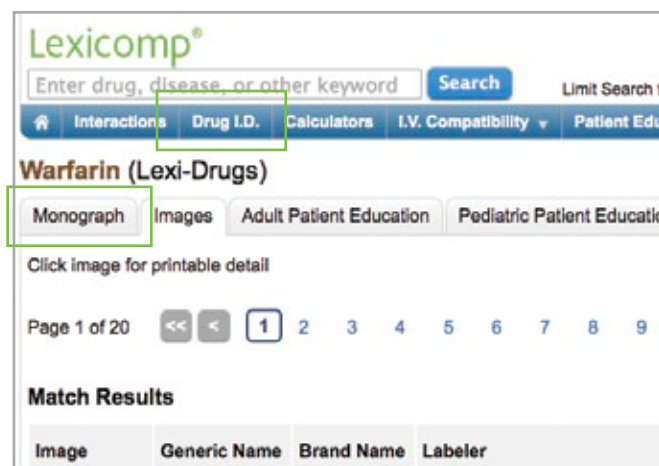 Lexicomp®
Enter drug, disease, or other keyword Search Limit Search
Interactions Drug I.D. Calculators I.V. Compatibility Patient Edu
Warfarin (Lexi-Drugs)
Monograph Images Adult Patient Education Pediatric Patient Educatio
Click image for printable detail
Page 1 of 20 << < 1 2 3 4 5 6 7 8 9
Match Results
Image Generic Name Brand Name Labeler